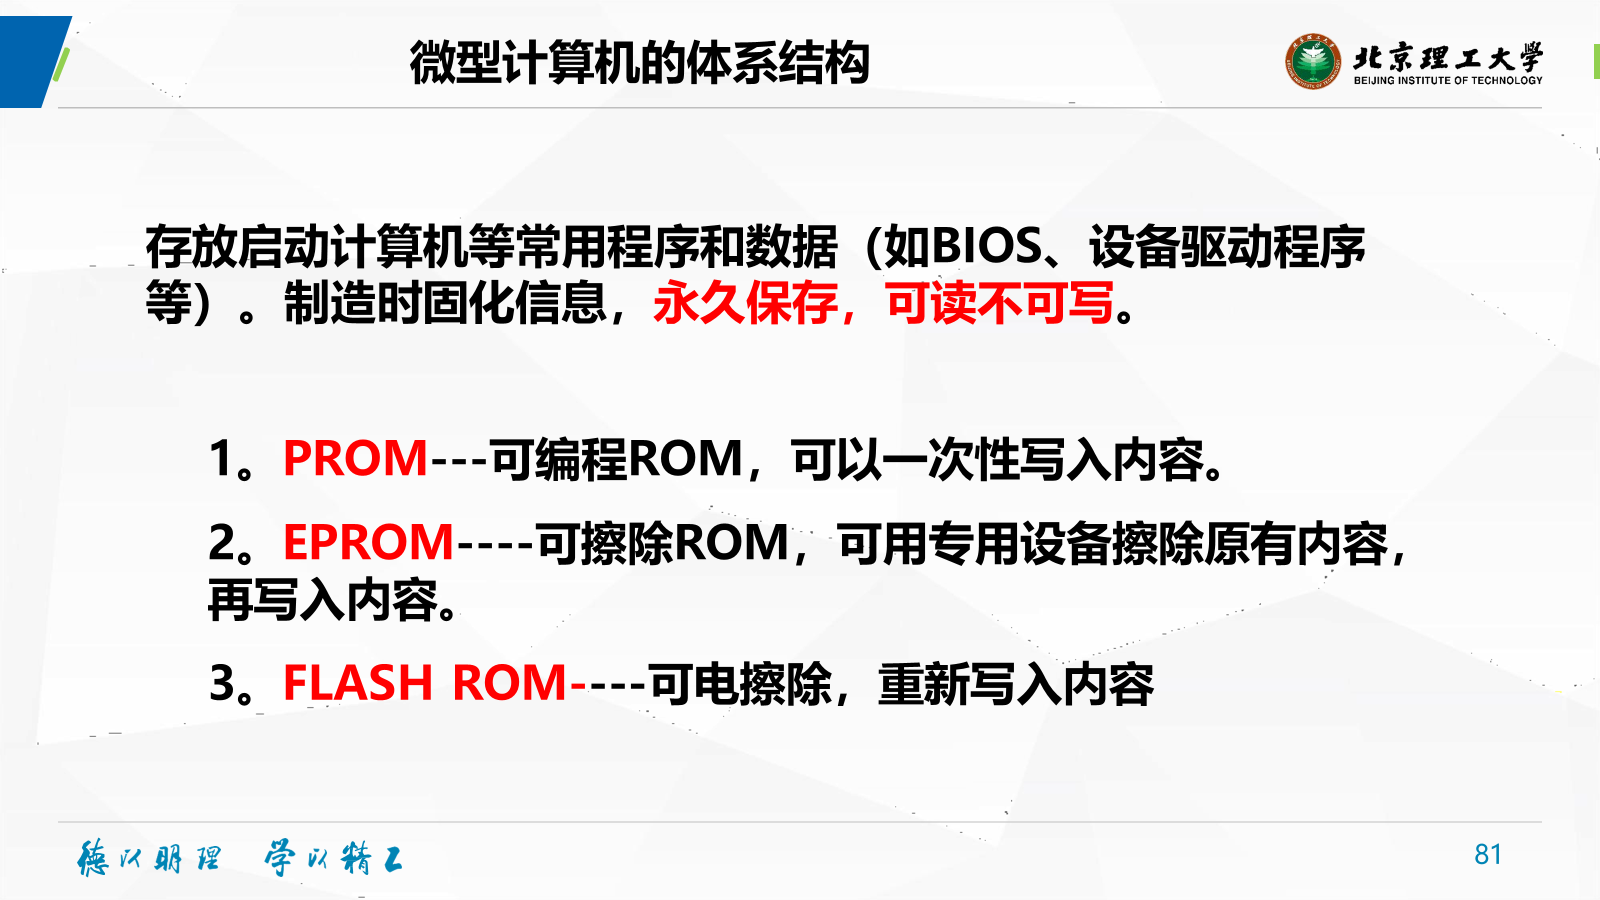 微型计算机的体系结构
北京理工大学
BEIJING INSTITUTE OF TECHNOLOGY
存放启动计算机等常用程序和数据（如BIOS、设备驱动程序
等）。制造时固化信息，永久保存，可读不可写。
1。PROM---可编程ROM，可以一次性写入内容。
2。EPROM----可擦除ROM，可用专用设备擦除原有内容，
再写入内容。
3。FLASH ROM----可电擦除，重新写入内容
德以明理 学以精工
81